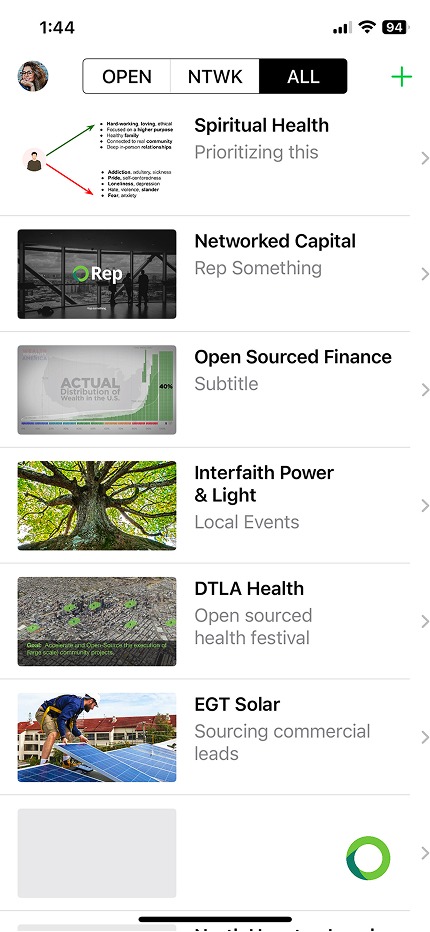 1:44
94
OPEN
NTWK
ALL
Spiritual Health
Prioritizing this
Hard-working, loving, ethical
Focused on a higher purpose
Healthy family
Connected to real community
Deep in-person relationships
Addiction, adultery, sickness
Pride, self-centeredness
Loneliness, depression
Hate, violence, slander
Fear, anxiety
Networked Capital
Rep Something
Rep
Open Sourced Finance
Subtitle
ACTUAL
Distribution of
Wealth in the U.S.
40%
Interfaith Power
& Light
Local Events
DTLA Health
Open sourced
health festival
Goal: Accelerate and Open-Source the execution of
(large scale) community projects.
EGT Solar
Sourcing commercial
leads